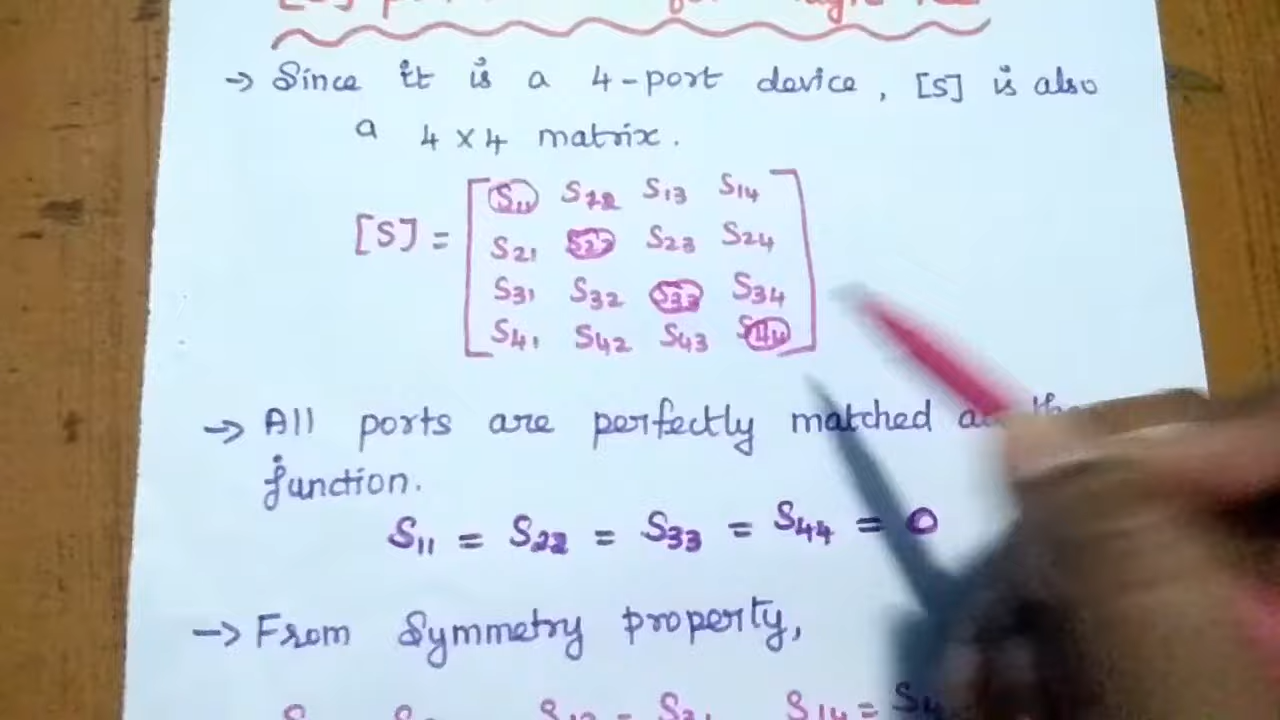 → Since it is a 4-port device, [S] is also
a 4 × 4 matrix.
[S] = [ S11 S22 S13 S14
S21 S22 S23 S24
S31 S32 S33 S34
S41 S42 S43 S44 ]
→ All ports are perfectly matched
junction.
S11 = S22 = S33 = S44 = 0
→ From Symmetry property,